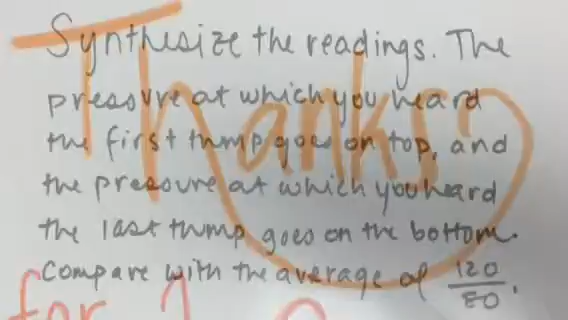 Synthesize the readings. The
pressure at which you heard
the first thump goes on top, and
the pressure at which you heard
the last thump goes on the bottom.
Compare with the average of 120
80.
Thanks
for